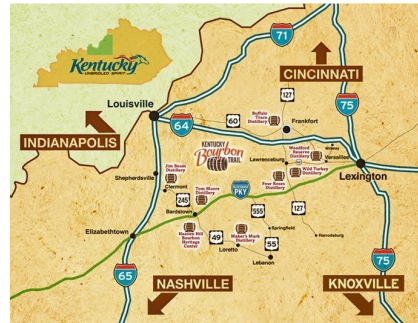 71
Kentucky
UNBRIDLED SPIRIT
CINCINNATI
127
75
Louisville
Buffalo
Trace
Distillery
Frankfort
60
64
INDIANAPOLIS
KENTUCKY
Bourbon
TRAIL
Woodford
Reserve
Distillery
Midway
Versailles
Lawrenceburg
Jim Beam
Distillery
Wild Turkey
Distillery
Lexington
Shepherdsville
Clermont
Four Roses
Distillery
Tom Moore
Distillery
PKY
245
Bardstown
555
127
Elizabethtown
Heaven Hill
Bourbon
Heritage
Center
49
Maker's Mark
Distillery
Springfield
Harrodsburg
Loretto
55
Lebanon
65
NASHVILLE
KNOXVILLE
75